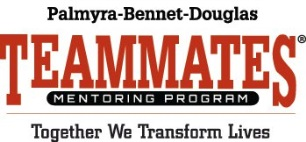 Palmyra-Bennet-Douglas
TEAMMATES®
MENTORING PROGRAM
Together We Transform Lives